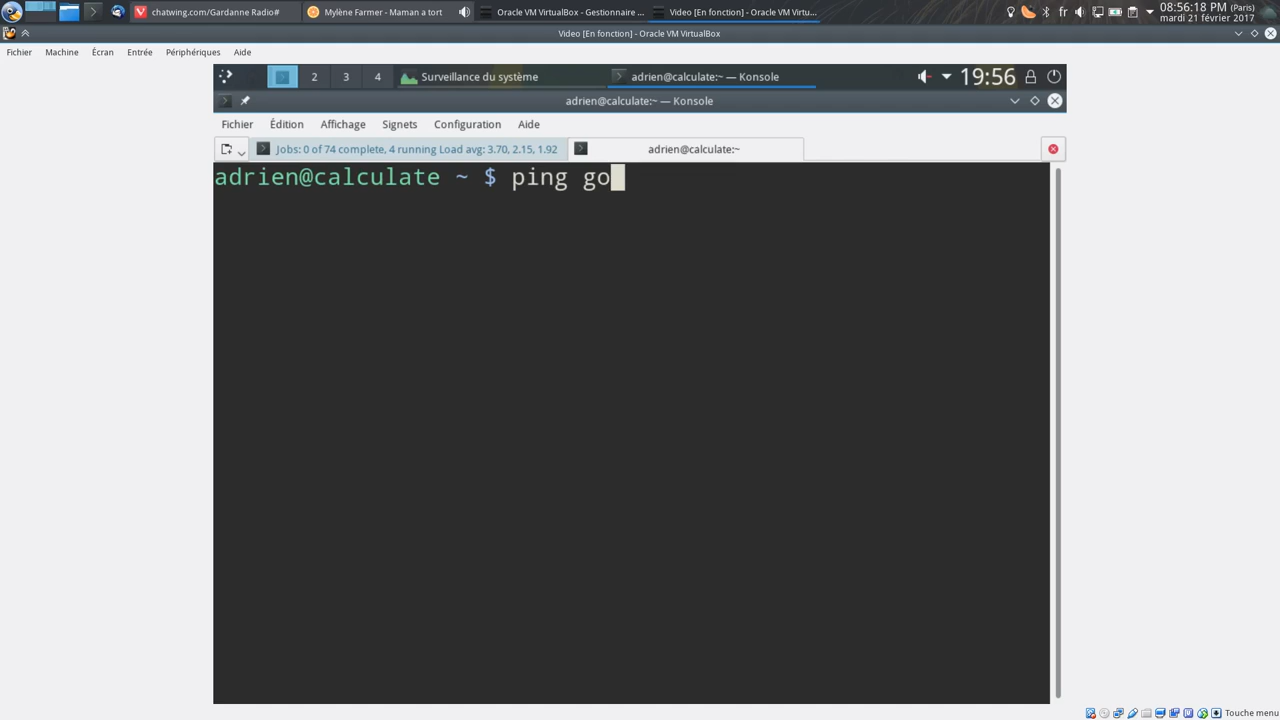 chatwing.com/Gardanne Radio#
Mylène Farmer - Maman a tort
Oracle VM VirtualBox - Gestionnaire ...
Video [En fonction] - Oracle VM Virtu...
fr
08:56:18 PM (Paris)
mardi 21 février 2017
Video [En fonction] - Oracle VM VirtualBox
Fichier Machine Écran Entrée Périphériques Aide
2 3 4 Surveillance du système adrien@calculate:~ — Konsole 19:56
adrien@calculate:~ — Konsole
Fichier Édition Affichage Signets Configuration Aide
Jobs: 0 of 74 complete, 4 running Load avg: 3.70, 2.15, 1.92 adrien@calculate:~
adrien@calculate ~ $ ping go
Touche menu